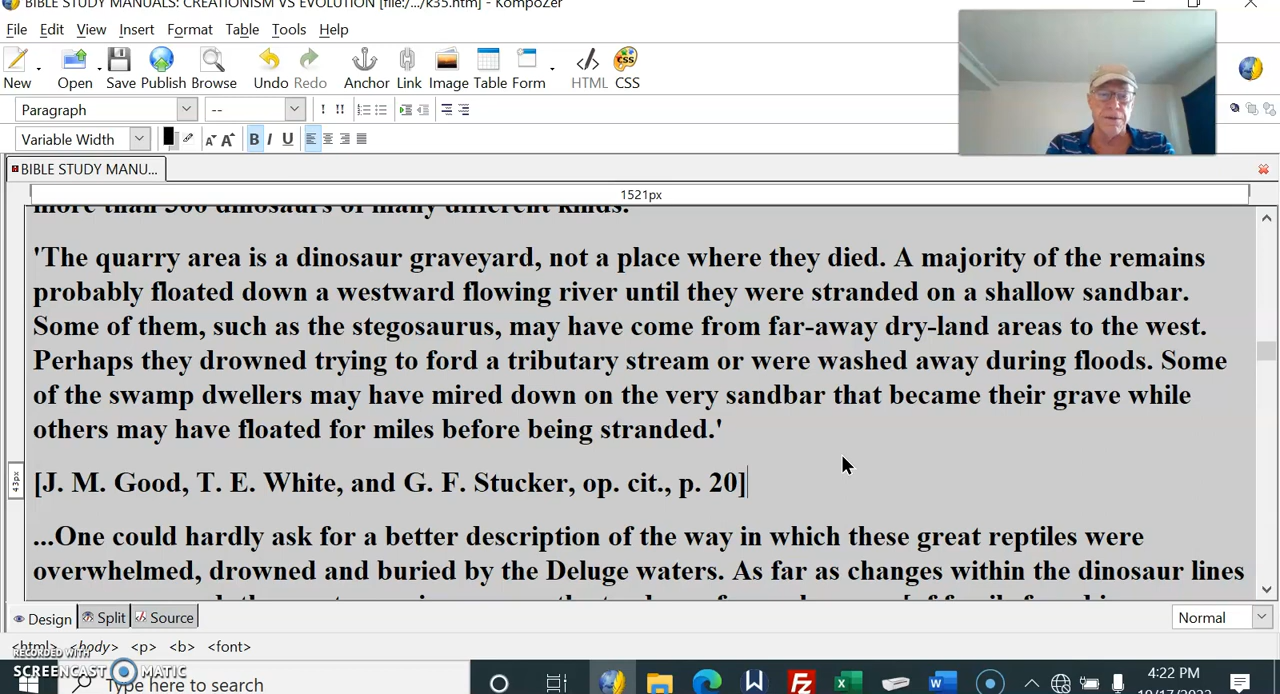 BIBLE STUDY MANUALS: CREATIONISM VS EVOLUTION [file:/.../k35.htm] - KompoZer
File Edit View Insert Format Table Tools Help
New Open Save Publish Browse Undo Redo Anchor Link Image Table Form HTML CSS
Paragraph --
Variable Width B I U
BIBLE STUDY MANU...
1521px
more than 300 dinosaurs of many different kinds.
'The quarry area is a dinosaur graveyard, not a place where they died. A majority of the remains
probably floated down a westward flowing river until they were stranded on a shallow sandbar.
Some of them, such as the stegosaurus, may have come from far-away dry-land areas to the west.
Perhaps they drowned trying to ford a tributary stream or were washed away during floods. Some
of the swamp dwellers may have mired down on the very sandbar that became their grave while
others may have floated for miles before being stranded.'
43px
[J. M. Good, T. E. White, and G. F. Stucker, op. cit., p. 20]
...One could hardly ask for a better description of the way in which these great reptiles were
overwhelmed, drowned and buried by the Deluge waters. As far as changes within the dinosaur lines
Design Split Source Normal
<html> <body> <p> <b> <font>
RECORDED WITH
SCREENCAST MATIC
Type here to search
4:22 PM